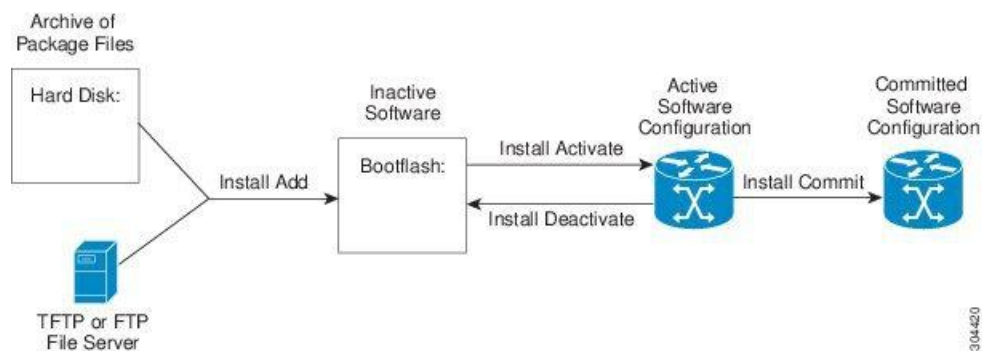 Archive of
Package Files
Hard Disk:
Inactive
Software
Bootflash:
Active
Software
Configuration
Committed
Software
Configuration
Install Add
Install Activate
Install Deactivate
Install Commit
TFTP or FTP
File Server
304420